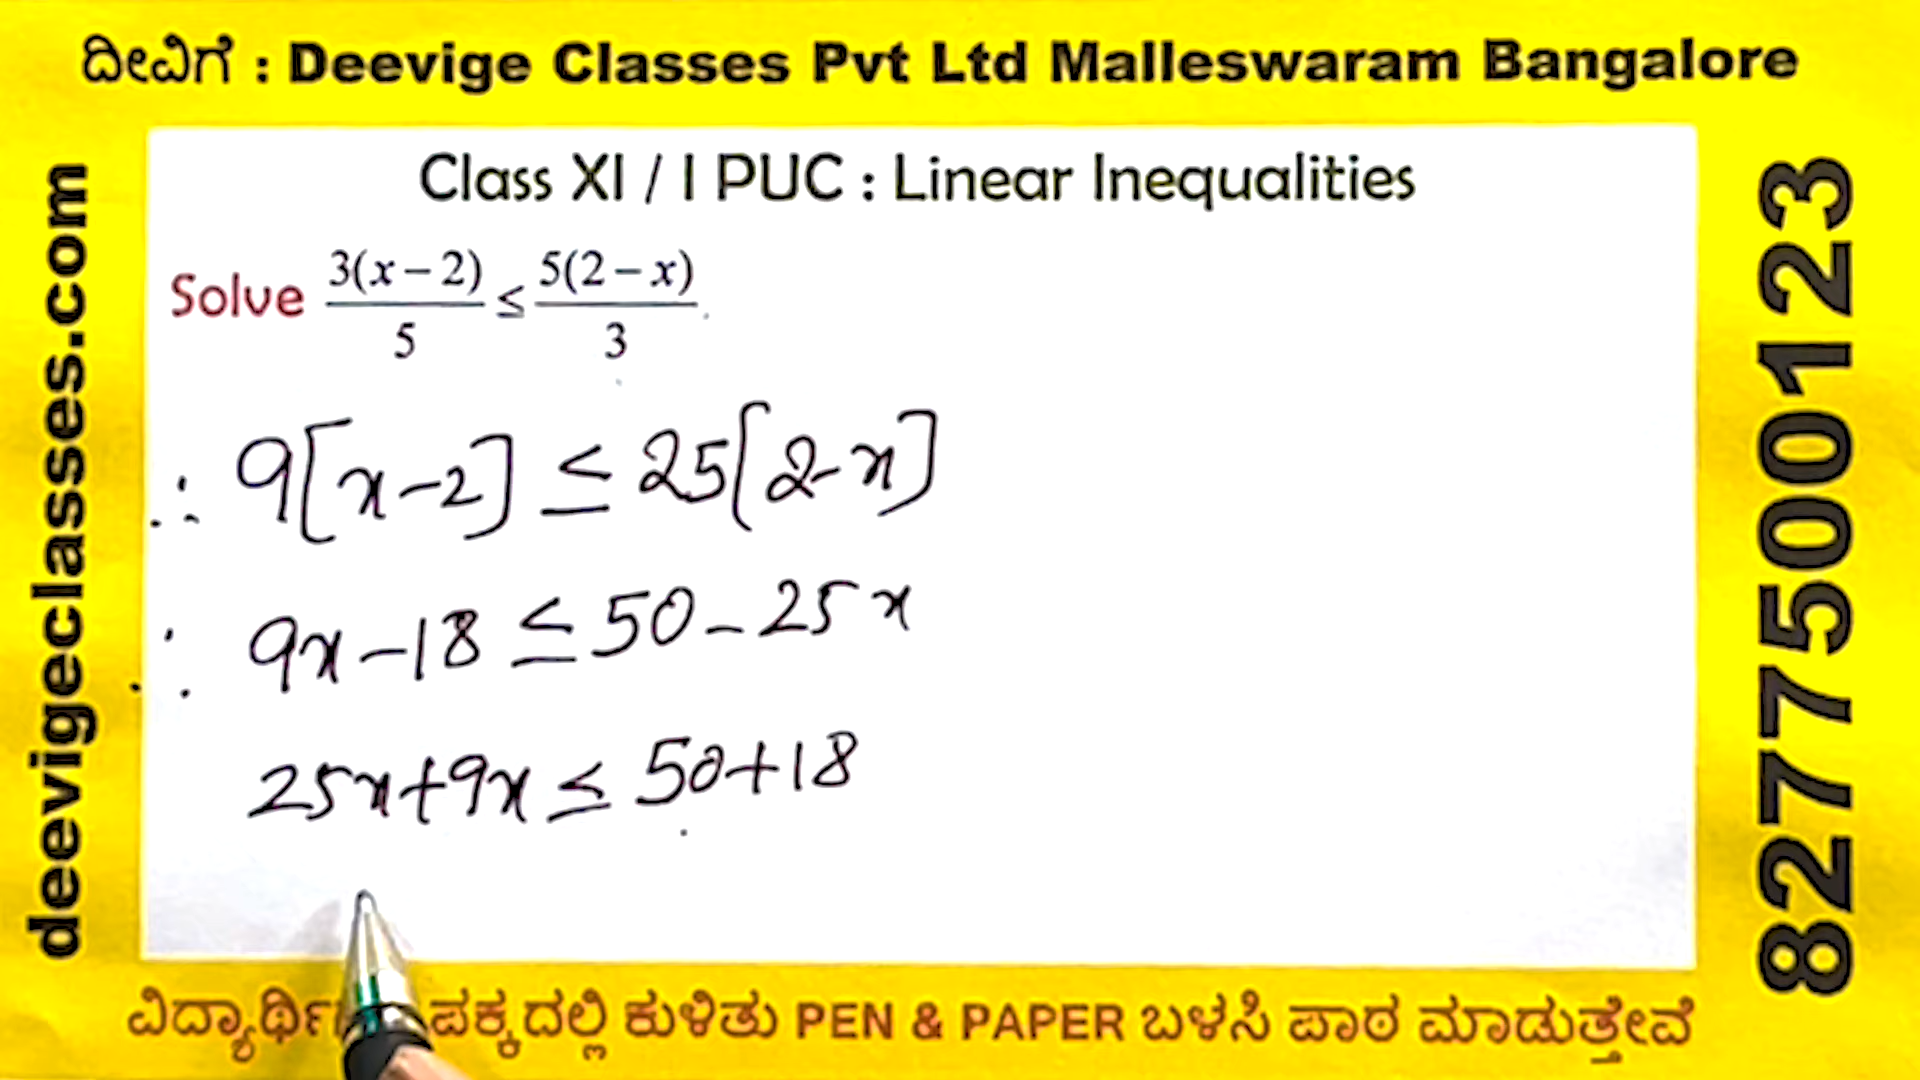 ದೀವಿಗೆ : Deevige Classes Pvt Ltd Malleswaram Bangalore
deevigeclasses.com
Class XI / I PUC : Linear Inequalities
Solve \frac{3(x-2)}{5} ≤ \frac{5(2-x)}{3}
∴ 9[x-2] ≤ 25[2-x]
∴ 9x-18 ≤ 50-25x
25x+9x ≤ 50+18
8277500123
ಪಕ್ಕದಲ್ಲಿ ಕುಳಿತು PEN & PAPER ಬಳಸಿ ಪಾಠ ಮಾಡುತ್ತೇವೆ